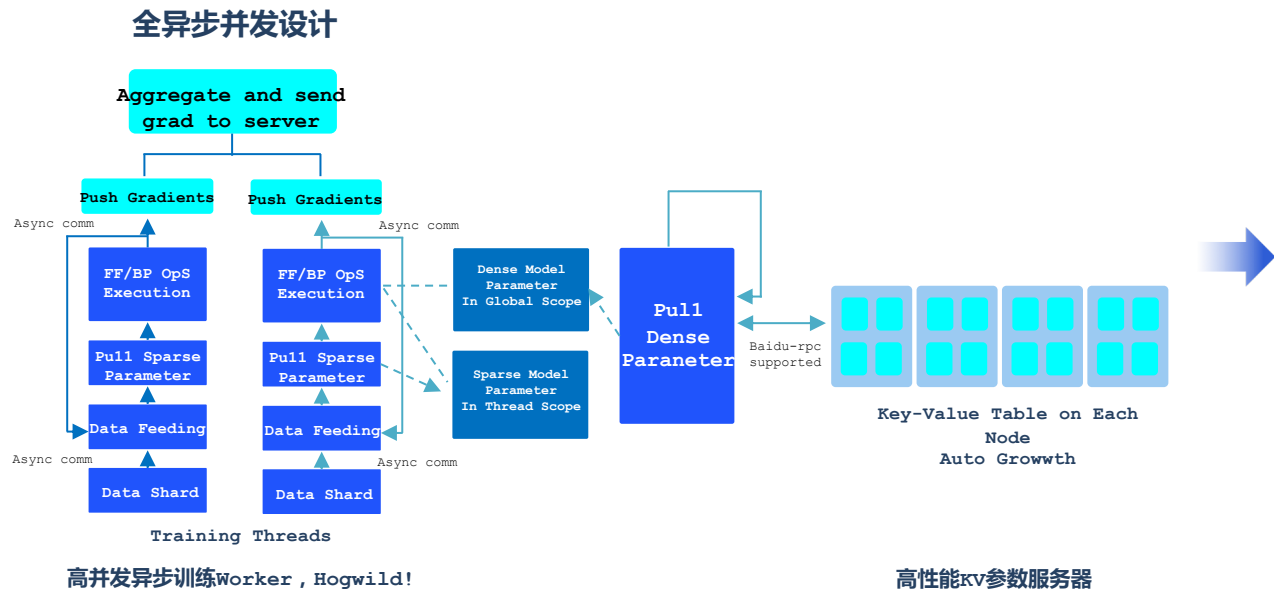 全异步并发设计
Aggregate and send
grad to server
Push Gradients
Push Gradients
Async comm
Async comm
FF/BP OpS
Execution
FF/BP OpS
Execution
Dense Model
Parameter
In Global Scope
Pull
Dense
Paraneter
Baidu-rpc
supported
Pull Sparse
Parameter
Pull Sparse
Parameter
Sparse Model
Parameter
In Thread Scope
Data Feeding
Data Feeding
Key-Value Table on Each
Node
Auto Growwth
Async comm
Async comm
Data Shard
Data Shard
Training Threads
高并发异步训练Worker，Hogwild!
高性能KV参数服务器